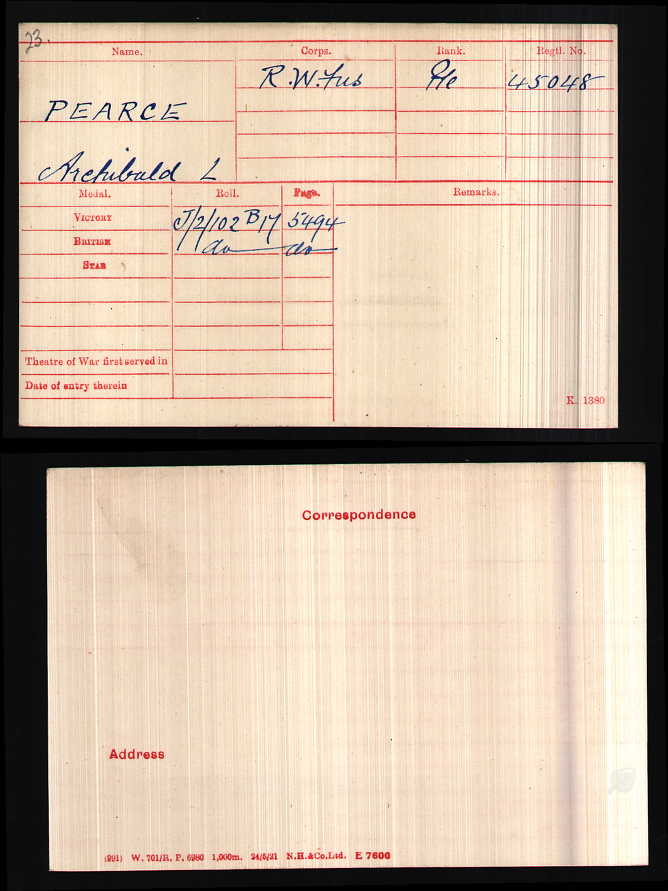 23.
Name. Corps. Rank. Regtl. No.
R.W.Fus Pte 45048
PEARCE
Archibald L
Medal. Roll. Page. Remarks.
VICTORY J/2/102 B17 5494
BRITISH do do
STAR
Theatre of War first served in
Date of entry therein
K. 1380
Correspondence
Address
(991) W. 701/R. P. 6980 1,000m. 24/5/21 N.H.&Co.Ltd. E 7600